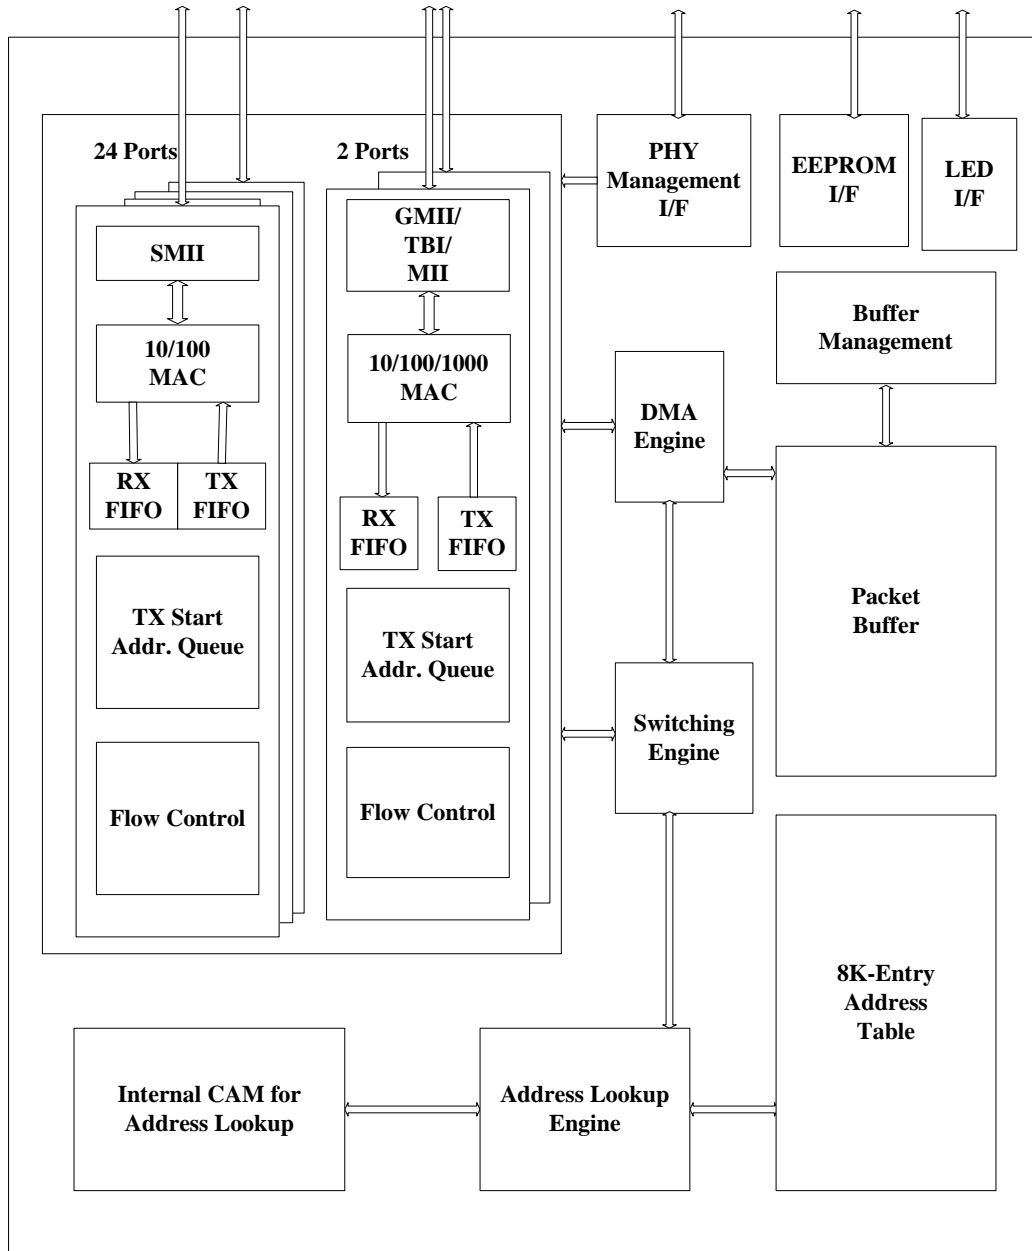 24 Ports
2 Ports
PHY
Management
I/F
EEPROM
I/F
LED
I/F
SMII
GMII/
TBI/
MII
Buffer
Management
10/100
MAC
10/100/1000
MAC
DMA
Engine
RX
FIFO
TX
FIFO
RX
FIFO
TX
FIFO
TX Start
Addr. Queue
TX Start
Addr. Queue
Packet
Buffer
Switching
Engine
Flow Control
Flow Control
8K-Entry
Address
Table
Internal CAM for
Address Lookup
Address Lookup
Engine